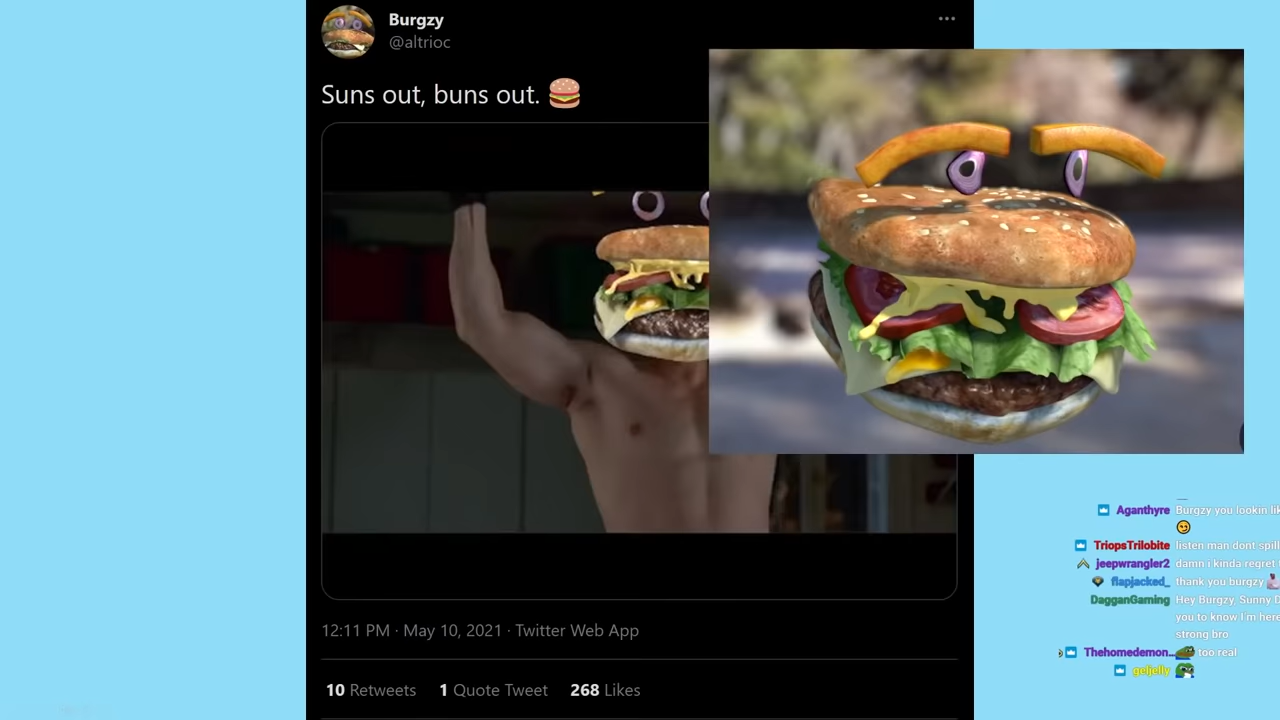 Burgzy
@altrioc
Suns out, buns out. 🍔
12:11 PM · May 10, 2021 · Twitter Web App
10 Retweets 1 Quote Tweet 268 Likes
Aganthyre Burgzy you lookin lik
TriopsTrilobite listen man dont spill
jeepwrangler2 damn i kinda regret
flapjacked_ thank you burgzy
DagganGaming Hey Burgzy, Sunny D
you to know I'm here
strong bro
Thehomedemon... too real
geljelly